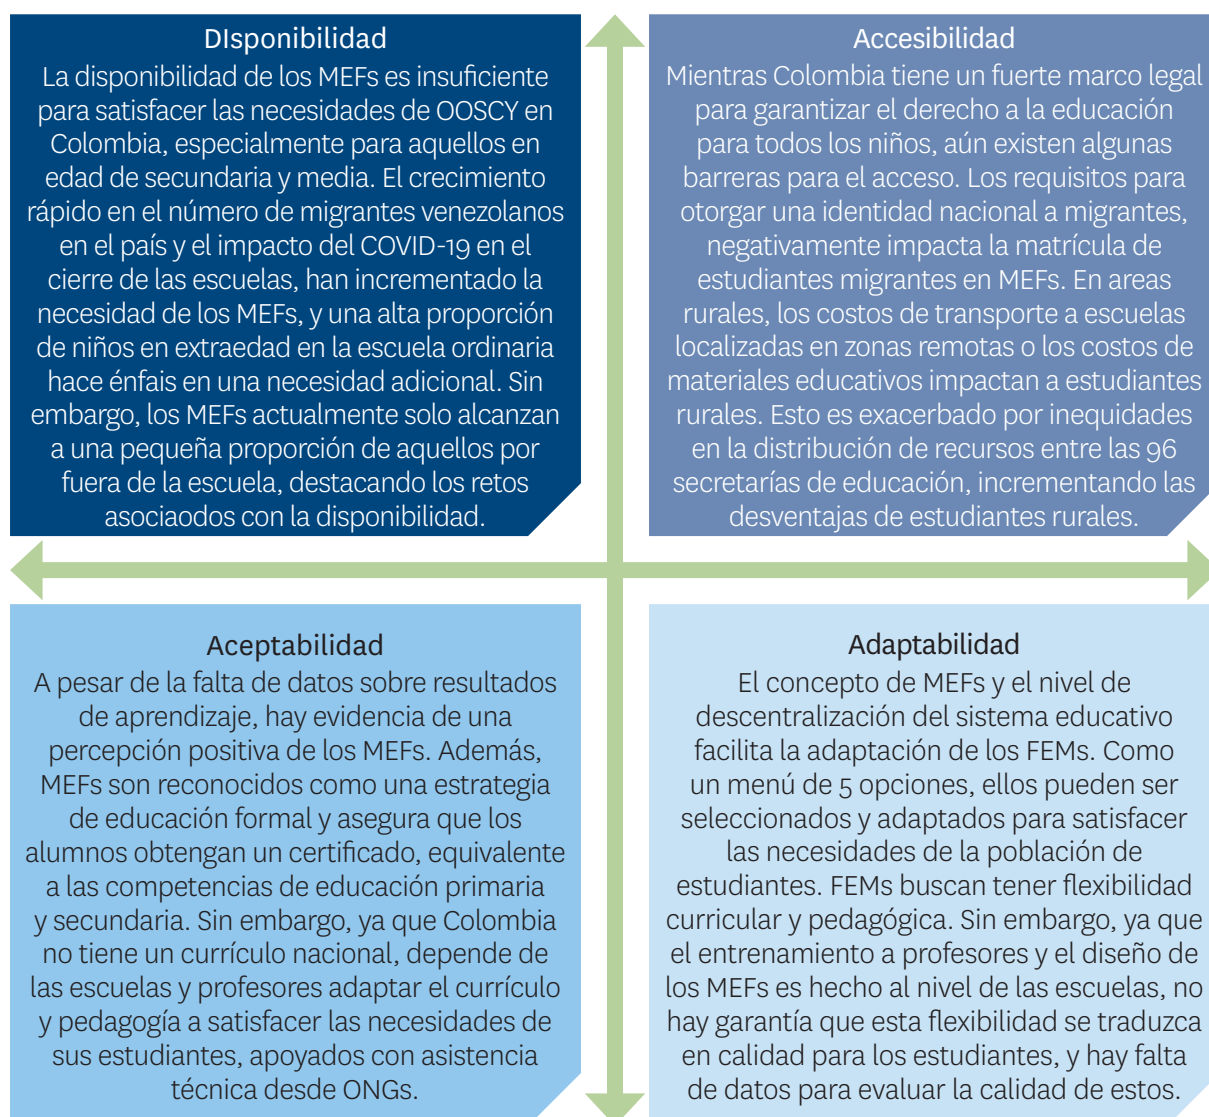 DIsponibilidad
La disponibilidad de los MEFs es insuficiente
para satisfacer las necesidades de OOSCY en
Colombia, especialmente para aquellos en
edad de secundaria y media. El crecimiento
rápido en el número de migrantes venezolanos
en el país y el impacto del COVID-19 en el
cierre de las escuelas, han incrementado la
necesidad de los MEFs, y una alta proporción
de niños en extraedad en la escuela ordinaria
hace énfais en una necesidad adicional. Sin
embargo, los MEFs actualmente solo alcanzan
a una pequeña proporción de aquellos por
fuera de la escuela, destacando los retos
asociaodos con la disponibilidad.
Accesibilidad
Mientras Colombia tiene un fuerte marco legal
para garantizar el derecho a la educación
para todos los niños, aún existen algunas
barreras para el acceso. Los requisitos para
otorgar una identidad nacional a migrantes,
negativamente impacta la matrícula de
estudiantes migrantes en MEFs. En areas
rurales, los costos de transporte a escuelas
localizadas en zonas remotas o los costos de
materiales educativos impactan a estudiantes
rurales. Esto es exacerbado por inequidades
en la distribución de recursos entre las 96
secretarías de educación, incrementando las
desventajas de estudiantes rurales.
Aceptabilidad
A pesar de la falta de datos sobre resultados
de aprendizaje, hay evidencia de una
percepción positiva de los MEFs. Además,
MEFs son reconocidos como una estrategia
de educación formal y asegura que los
alumnos obtengan un certificado, equivalente
a las competencias de educación primaria
y secundaria. Sin embargo, ya que Colombia
no tiene un currículo nacional, depende de
las escuelas y profesores adaptar el currículo
y pedagogía a satisfacer las necesidades de
sus estudiantes, apoyados con asistencia
técnica desde ONGs.
Adaptabilidad
El concepto de MEFs y el nivel de
descentralización del sistema educativo
facilita la adaptación de los FEMs. Como
un menú de 5 opciones, ellos pueden ser
seleccionados y adaptados para satisfacer
las necesidades de la población de
estudiantes. FEMs buscan tener flexibilidad
curricular y pedagógica. Sin embargo, ya que
el entrenamiento a profesores y el diseño de
los MEFs es hecho al nivel de las escuelas, no
hay garantía que esta flexibilidad se traduzca
en calidad para los estudiantes, y hay falta
de datos para evaluar la calidad de estos.